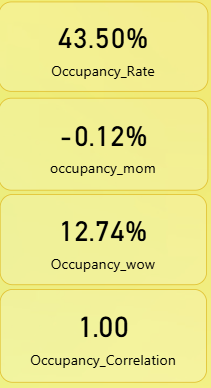 43.50%
Occupancy_Rate
-0.12%
occupancy_mom
12.74%
Occupancy_wow
1.00
Occupancy_Correlation